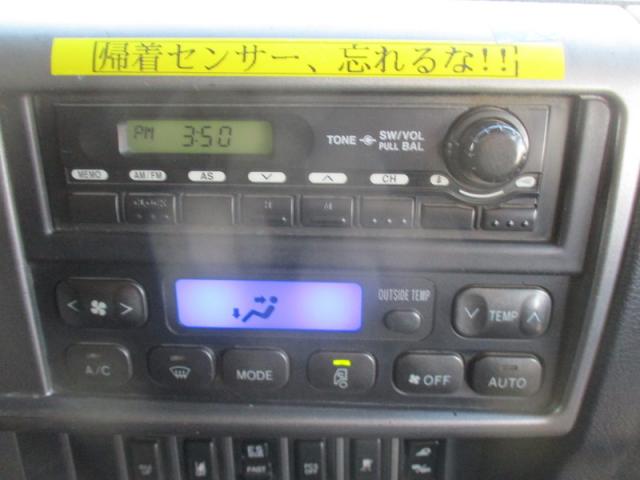 帰着センサー、忘れるな!!
PM 3:50
TONE SW/VOL
PULL BAL
MEMO AM/FM AS CH
OUTSIDE TEMP
TEMP
A/C MODE OFF AUTO
FAST